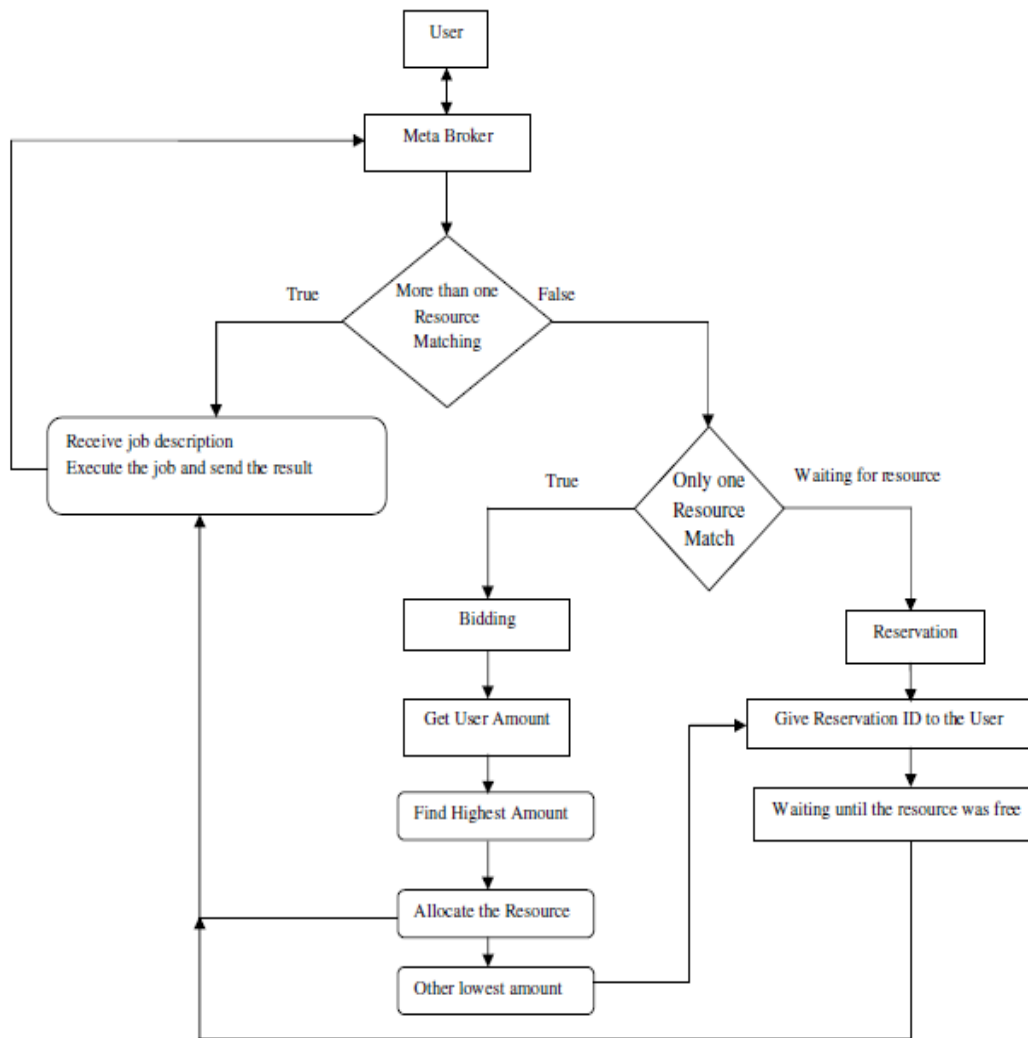 User
Meta Broker
True
More than one
Resource
Matching
False
Receive job description
Execute the job and send the result
True
Only one
Resource
Match
Waiting for resource
Bidding
Reservation
Get User Amount
Give Reservation ID to the User
Find Highest Amount
Waiting until the resource was free
Allocate the Resource
Other lowest amount